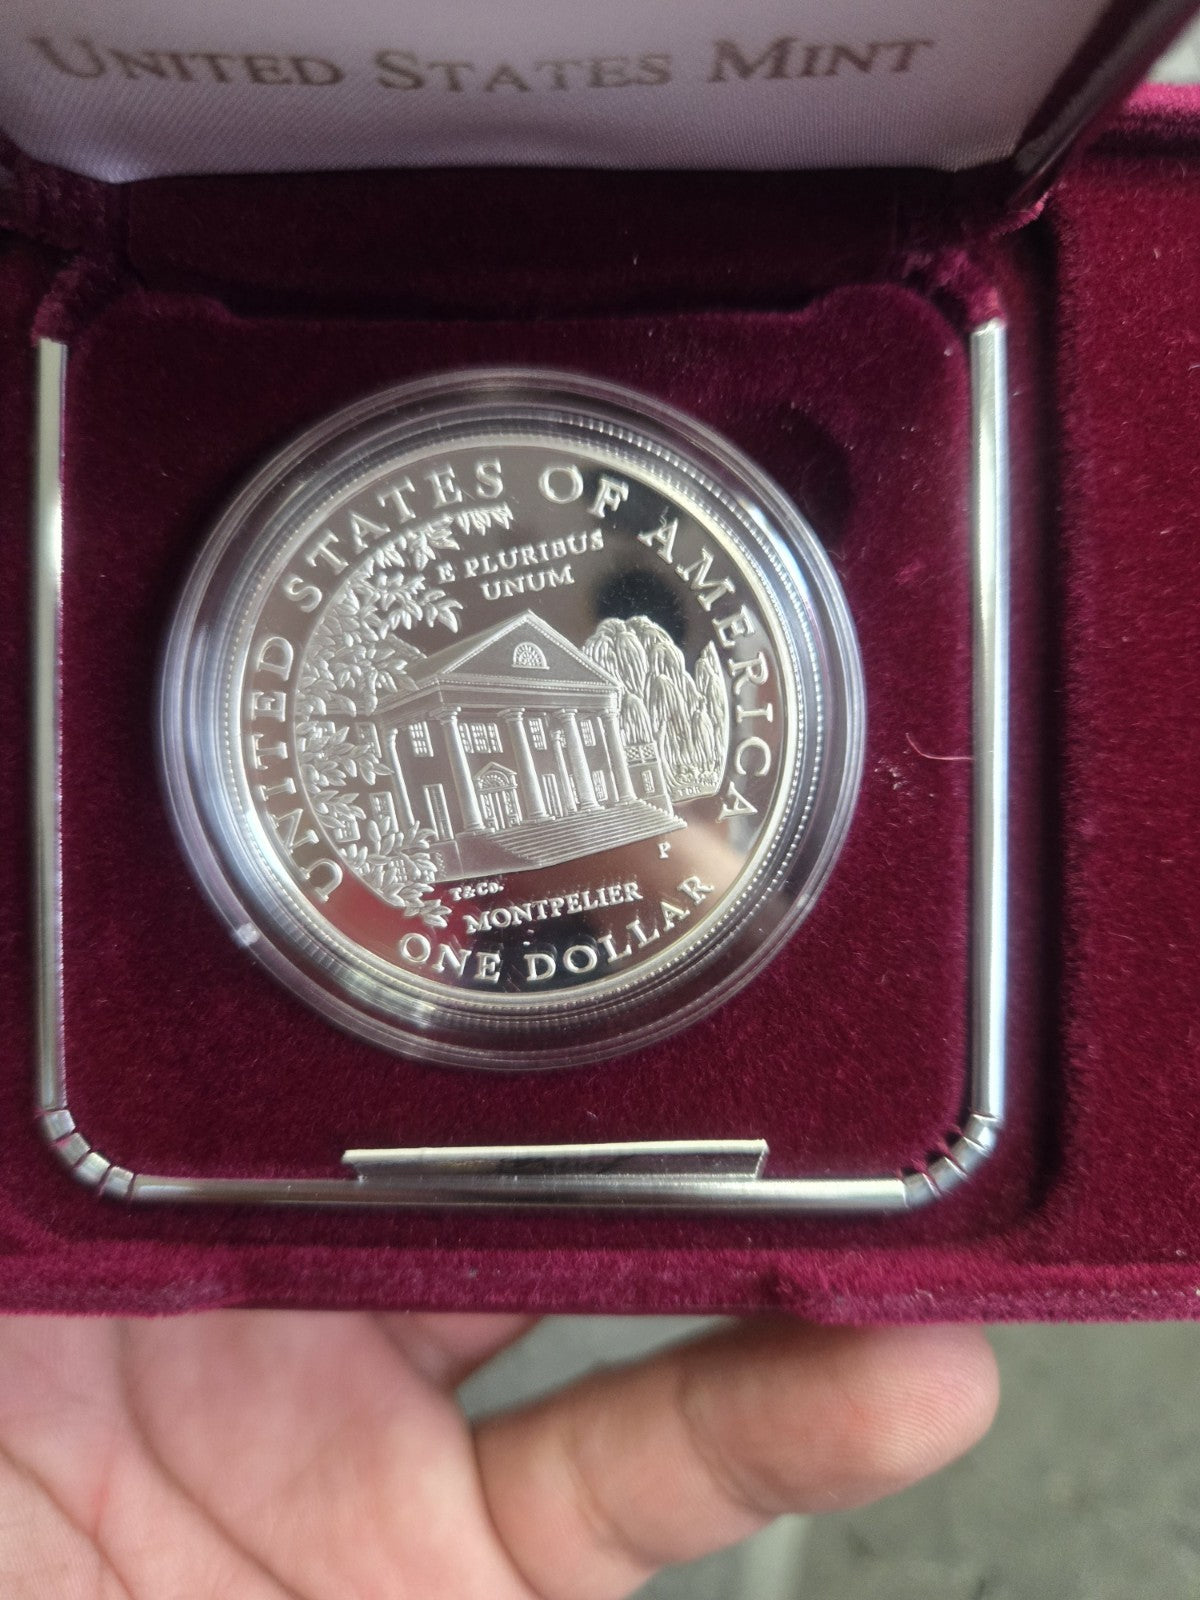 UNITED STATES MINT
UNITED STATES OF AMERICA
E PLURIBUS
UNUM
P
T&Co.
MONTPELIER
ONE DOLLAR